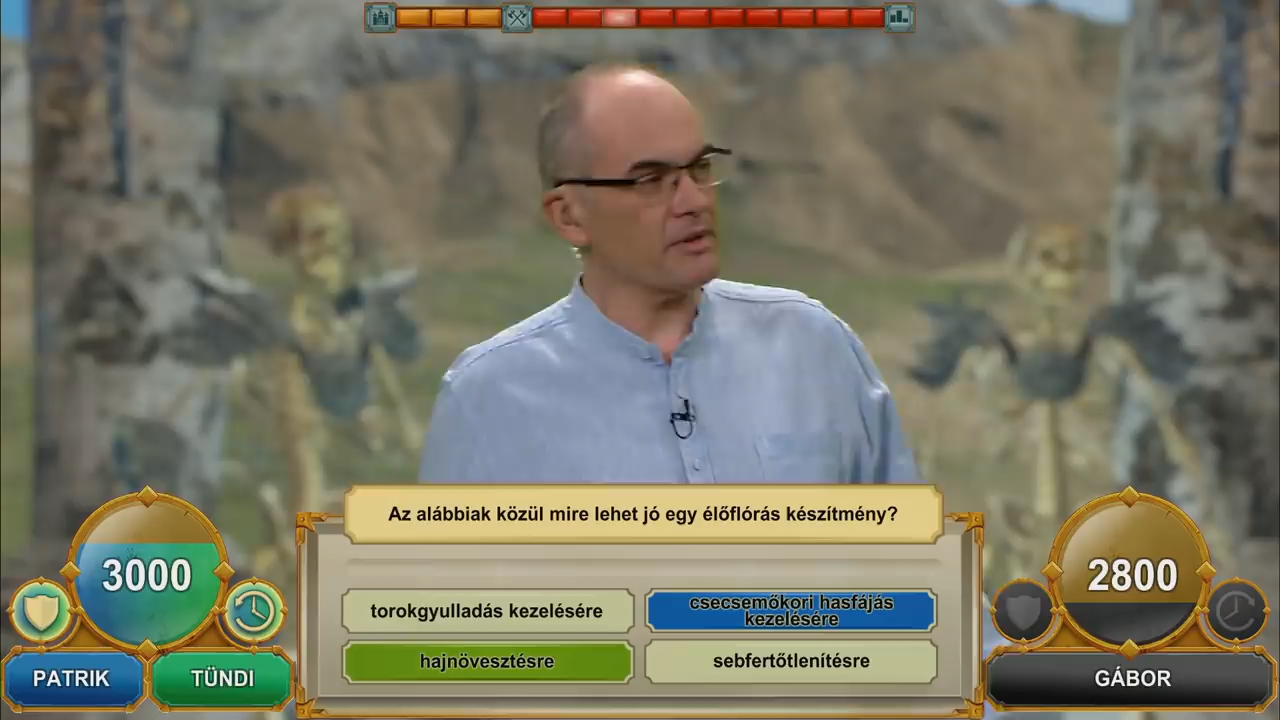 Az alábbiak közül mire lehet jó egy élőflórás készítmény?
3000
2800
torokgyulladás kezelésére
csecsemőkori hasfájás
kezelésére
hajnövesztésre
sebfertőtlenítésre
PATRIK
TÜNDI
GÁBOR